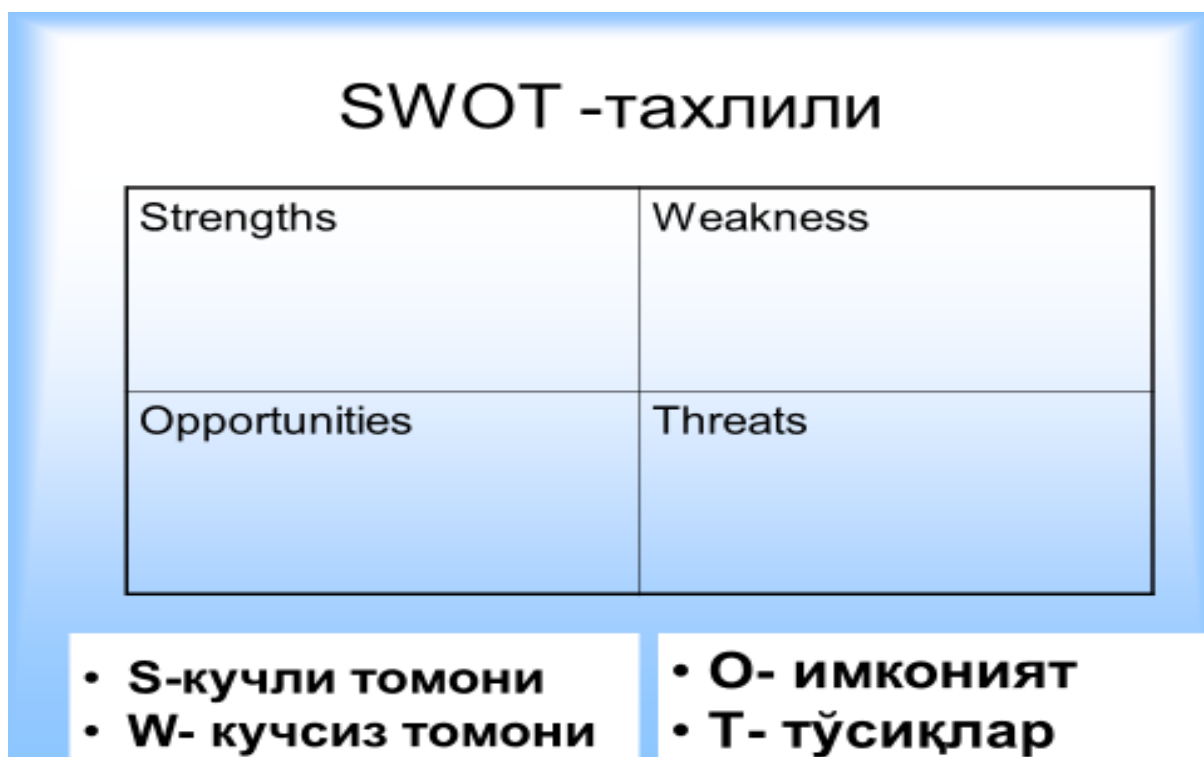 SWOT -тахлили
Strengths
Weakness
Opportunities
Threats
• S-кучли томони
• W- кучсиз томони
• О- имконият
• Т- тўсиқлар